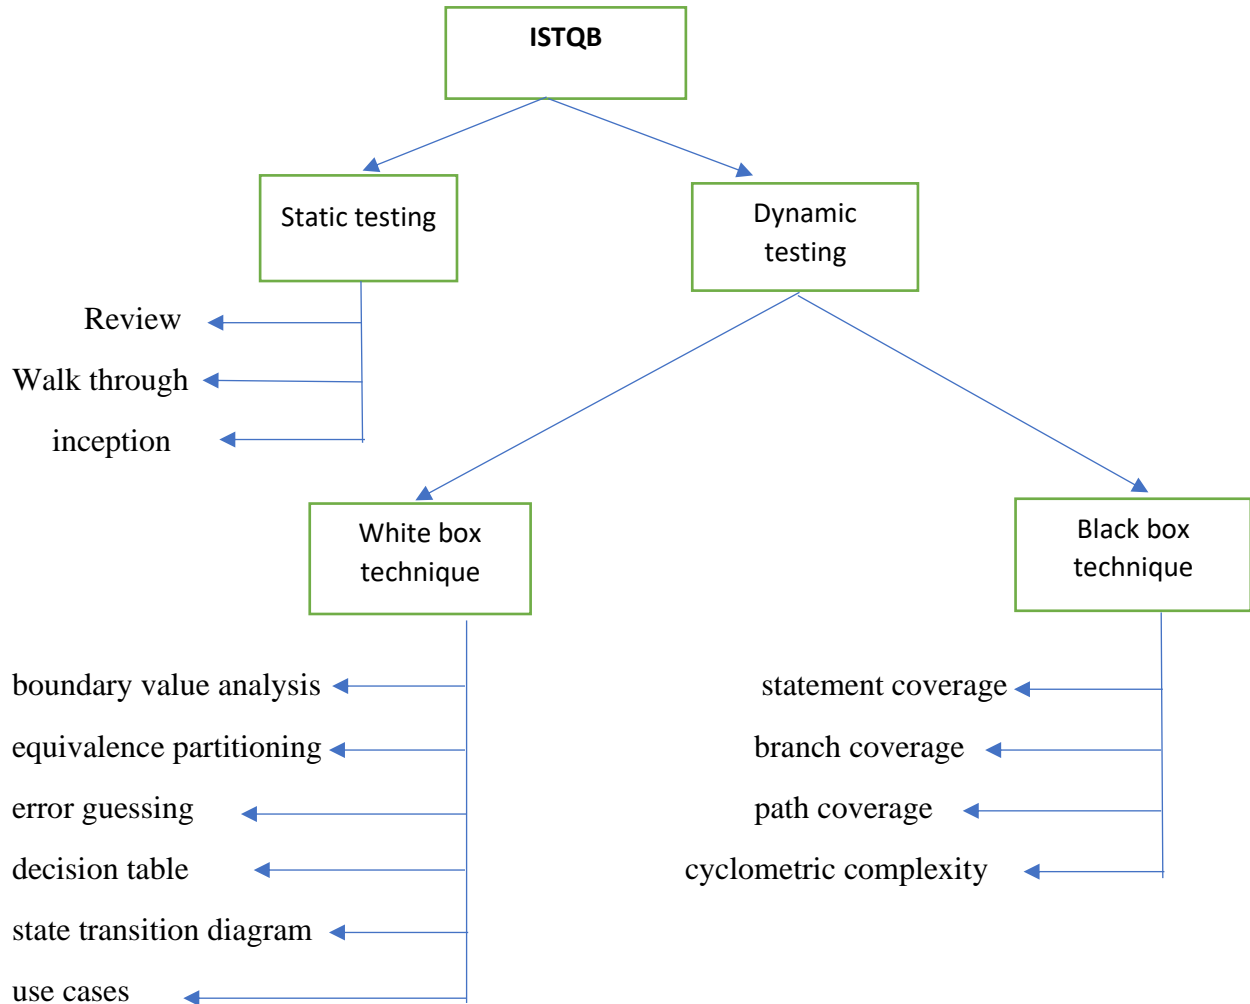 ISTQB
Static testing
Dynamic
testing
Review
Walk through
inception
White box
technique
Black box
technique
boundary value analysis
equivalence partitioning
error guessing
decision table
state transition diagram
use cases
statement coverage
branch coverage
path coverage
cyclometric complexity